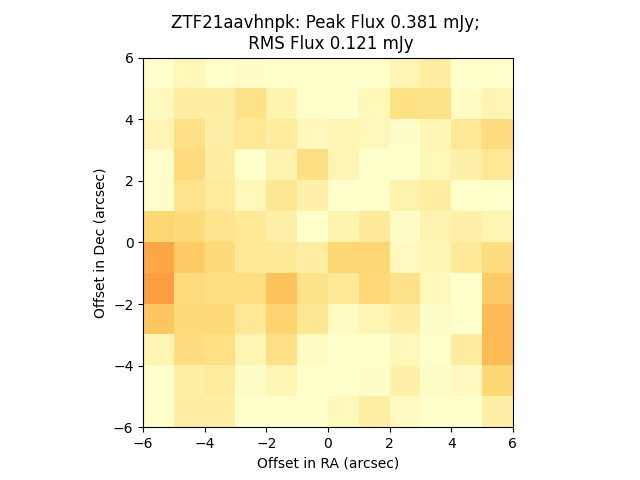 ZTF21aavhnpk: Peak Flux 0.381 mJy;
RMS Flux 0.121 mJy
6
4
2
0
−2
−4
−6
Offset in Dec (arcsec)
−6 −4 −2 0 2 4 6
Offset in RA (arcsec)